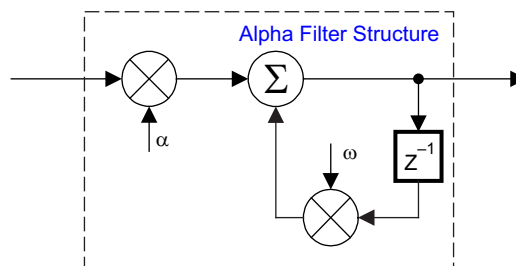 Alpha Filter Structure
Σ
α
ω
Z⁻¹